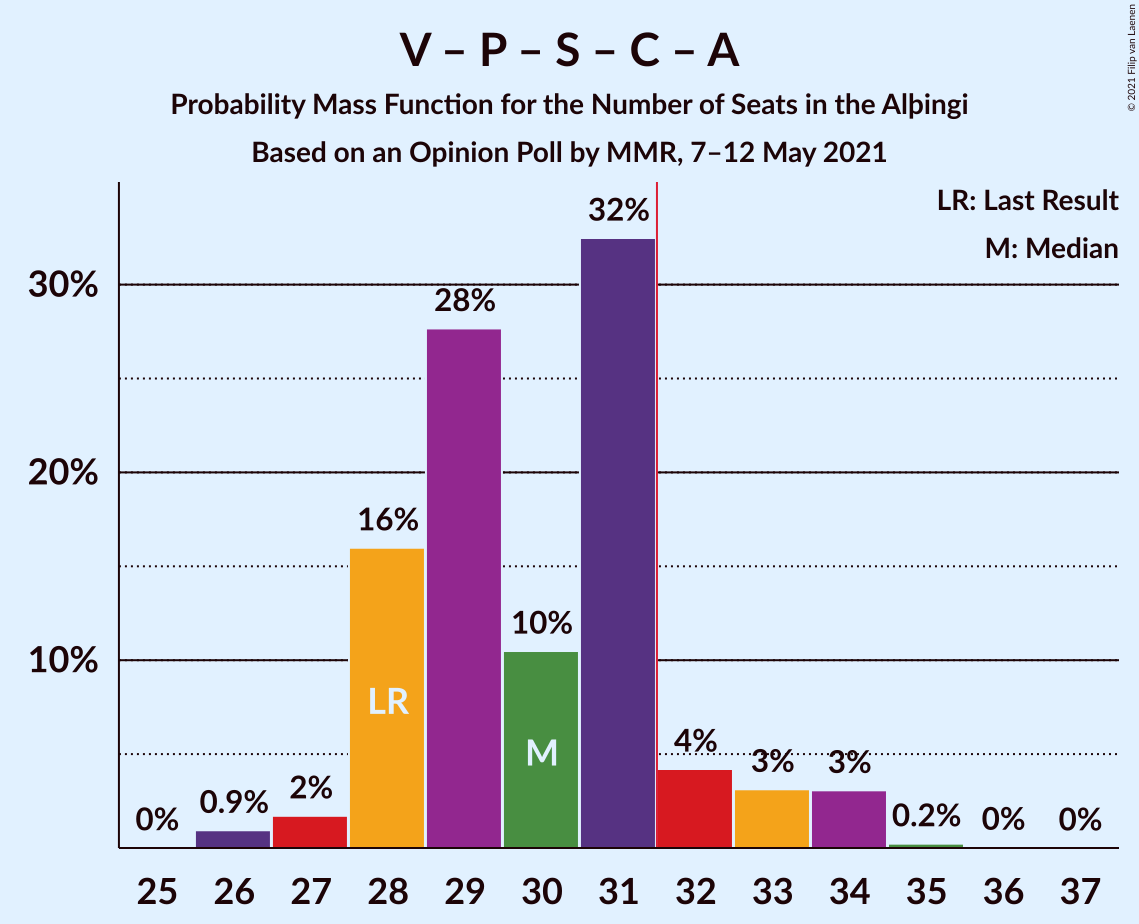 V – P – S – C – A
Probability Mass Function for the Number of Seats in the Alþingi
Based on an Opinion Poll by MMR, 7–12 May 2021
© 2021 Filip van Laenen
LR: Last Result
M: Median
30%
20%
10%
0%
0.9%
2%
16%
28%
10%
32%
4%
3%
3%
0.2%
0%
0%
LR
M
25 26 27 28 29 30 31 32 33 34 35 36 37